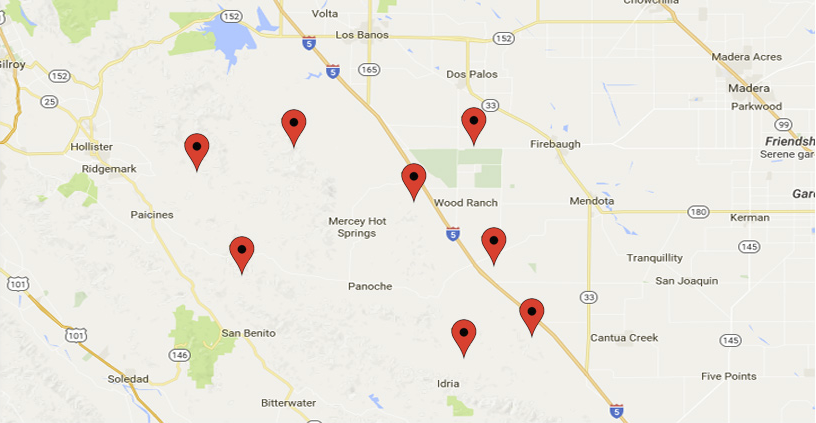 Chowchilla
Volta
152
Los Banos
152
5
5
165
Gilroy
152
Dos Palos
Madera Acres
Madera
Parkwood
25
33
99
Hollister
Ridgemark
Firebaugh
Friendsh
Serene gar
Gar
Paicines
Wood Ranch
Mendota
180
Kerman
Mercey Hot
Springs
5
145
Tranquillity
San Joaquin
101
Panoche
33
101
San Benito
146
Cantua Creek
145
Soledad
Idria
Five Points
Bitterwater
5